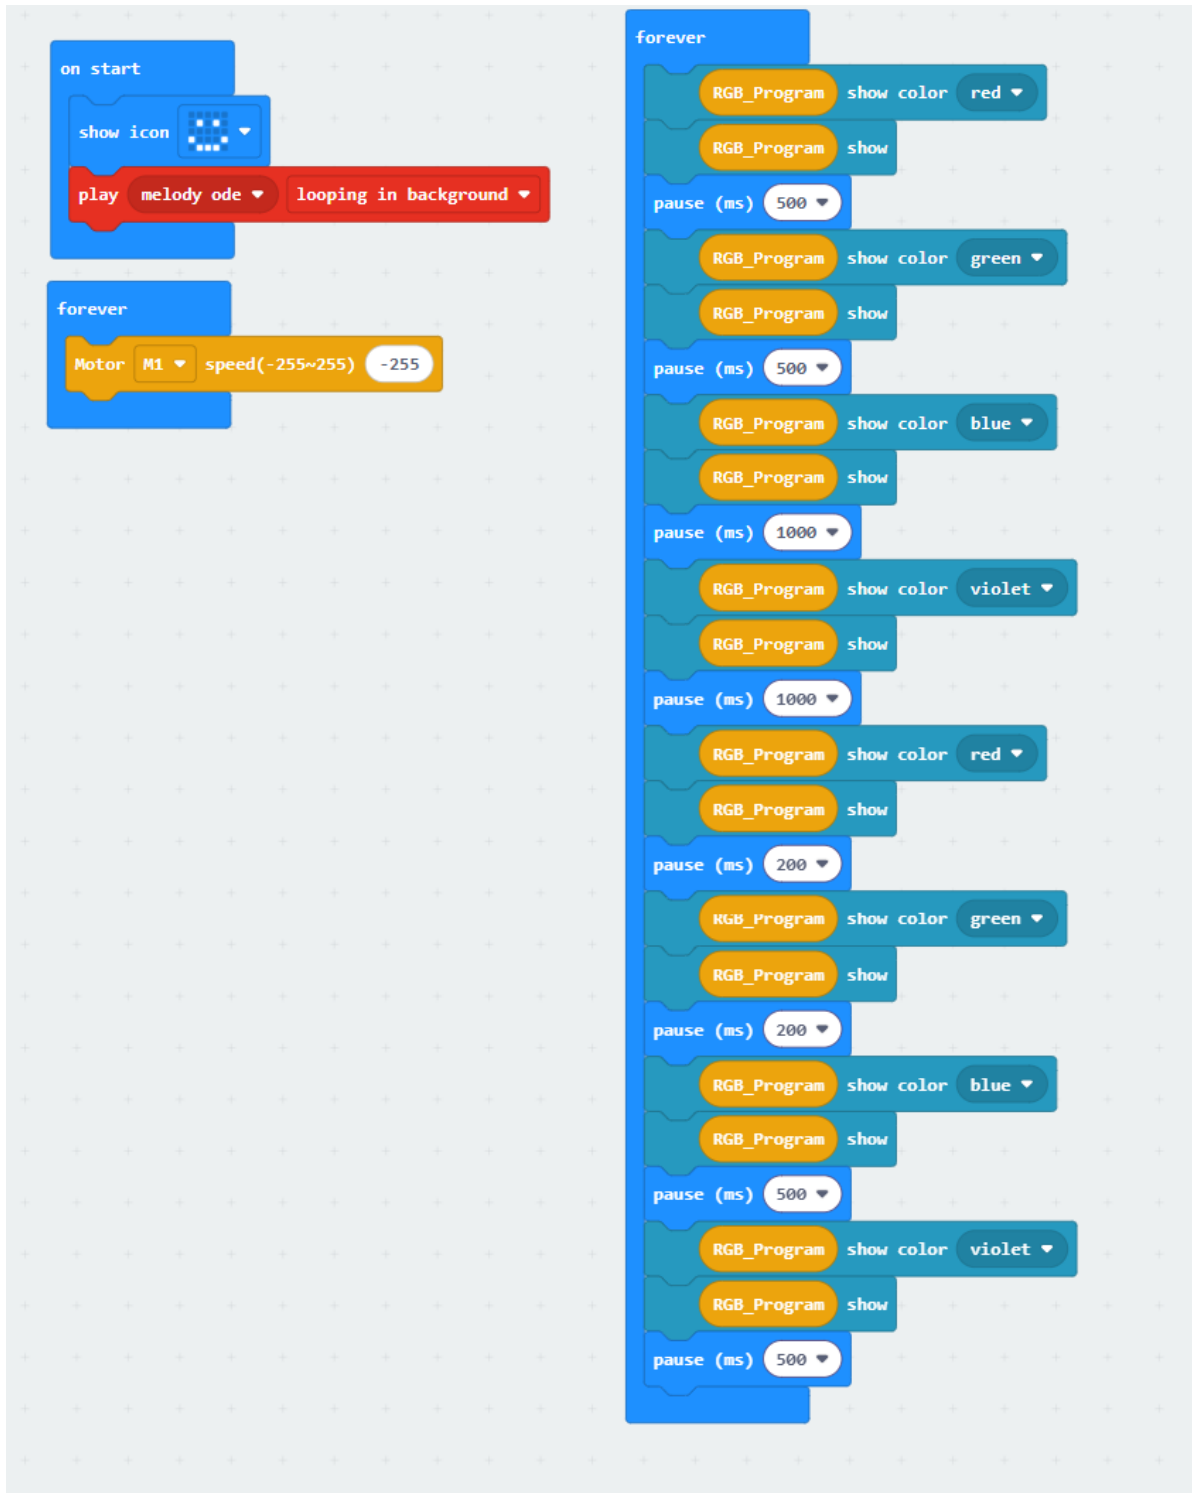 on start
show icon
play melody ode looping in background
forever
Motor M1 speed(-255~255) -255
forever
RGB_Program show color red
RGB_Program show
pause (ms) 500
RGB_Program show color green
RGB_Program show
pause (ms) 500
RGB_Program show color blue
RGB_Program show
pause (ms) 1000
RGB_Program show color violet
RGB_Program show
pause (ms) 1000
RGB_Program show color red
RGB_Program show
pause (ms) 200
RGB_Program show color green
RGB_Program show
pause (ms) 200
RGB_Program show color blue
RGB_Program show
pause (ms) 500
RGB_Program show color violet
RGB_Program show
pause (ms) 500